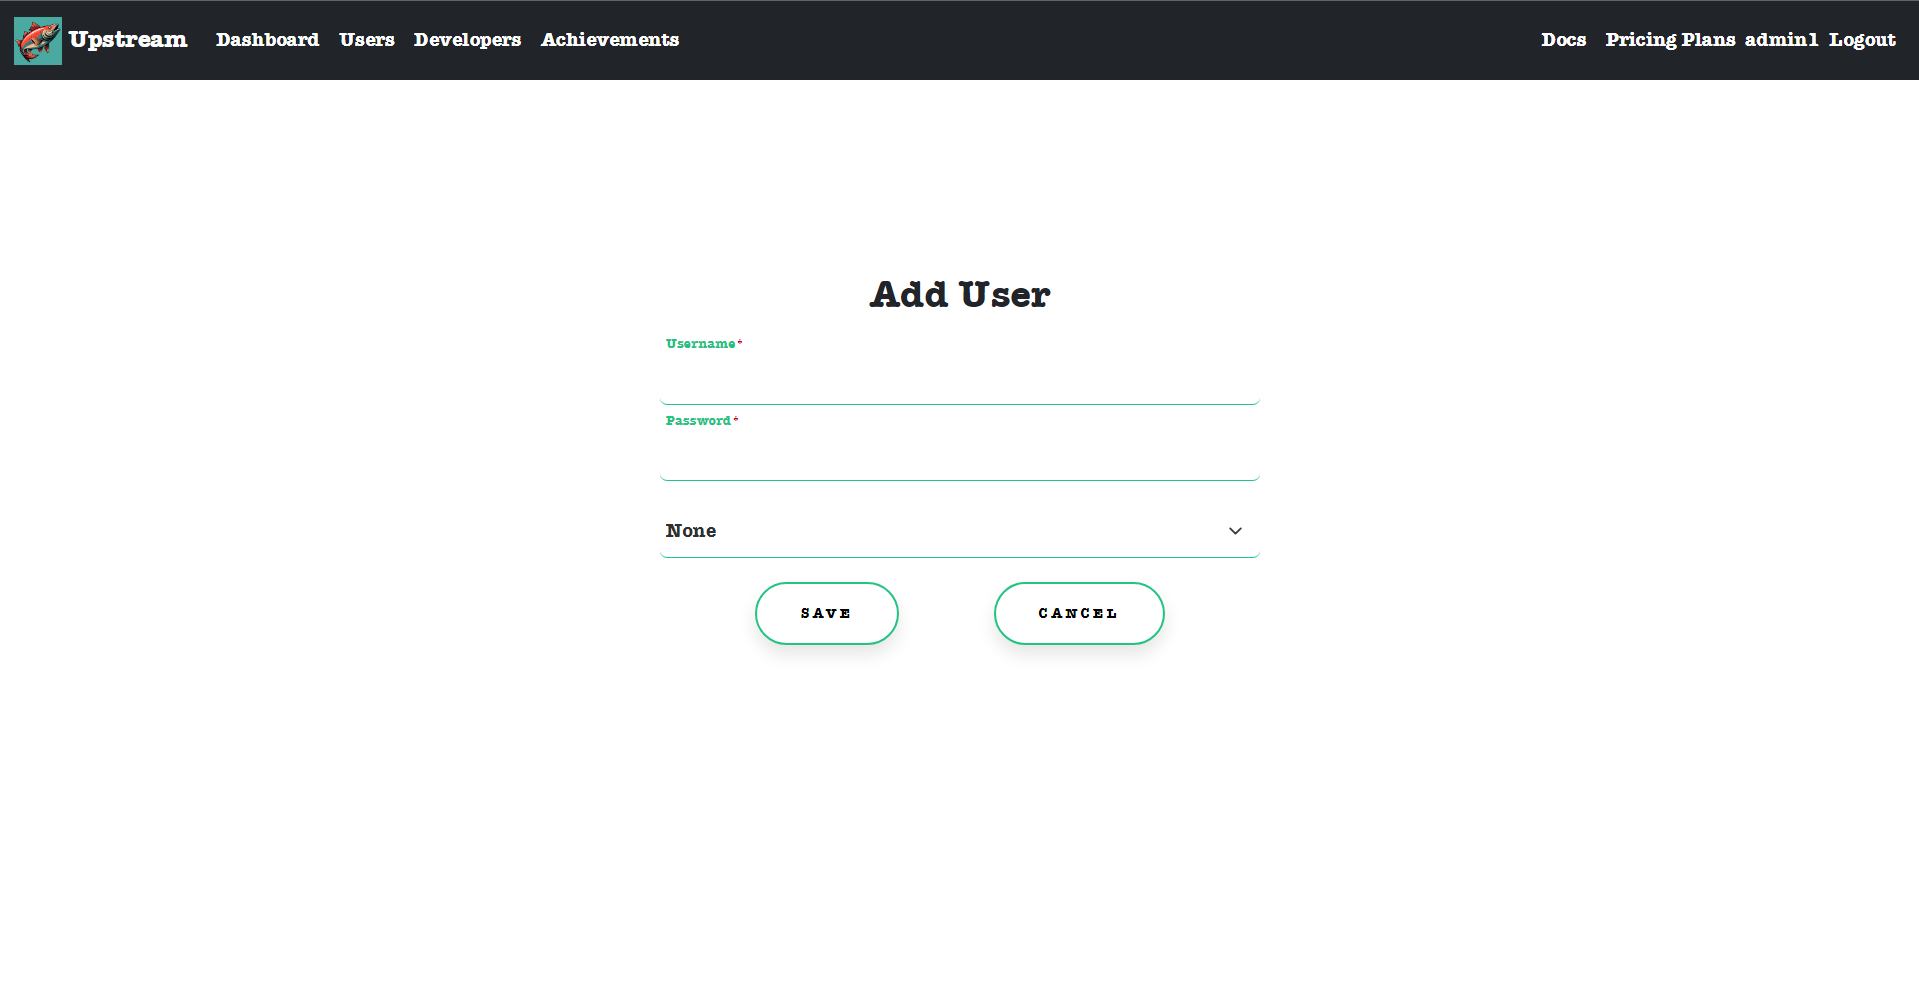 Upstream Dashboard Users Developers Achievements Docs Pricing Plans admin1 Logout
Add User
Username*
Password*
None
SAVE CANCEL